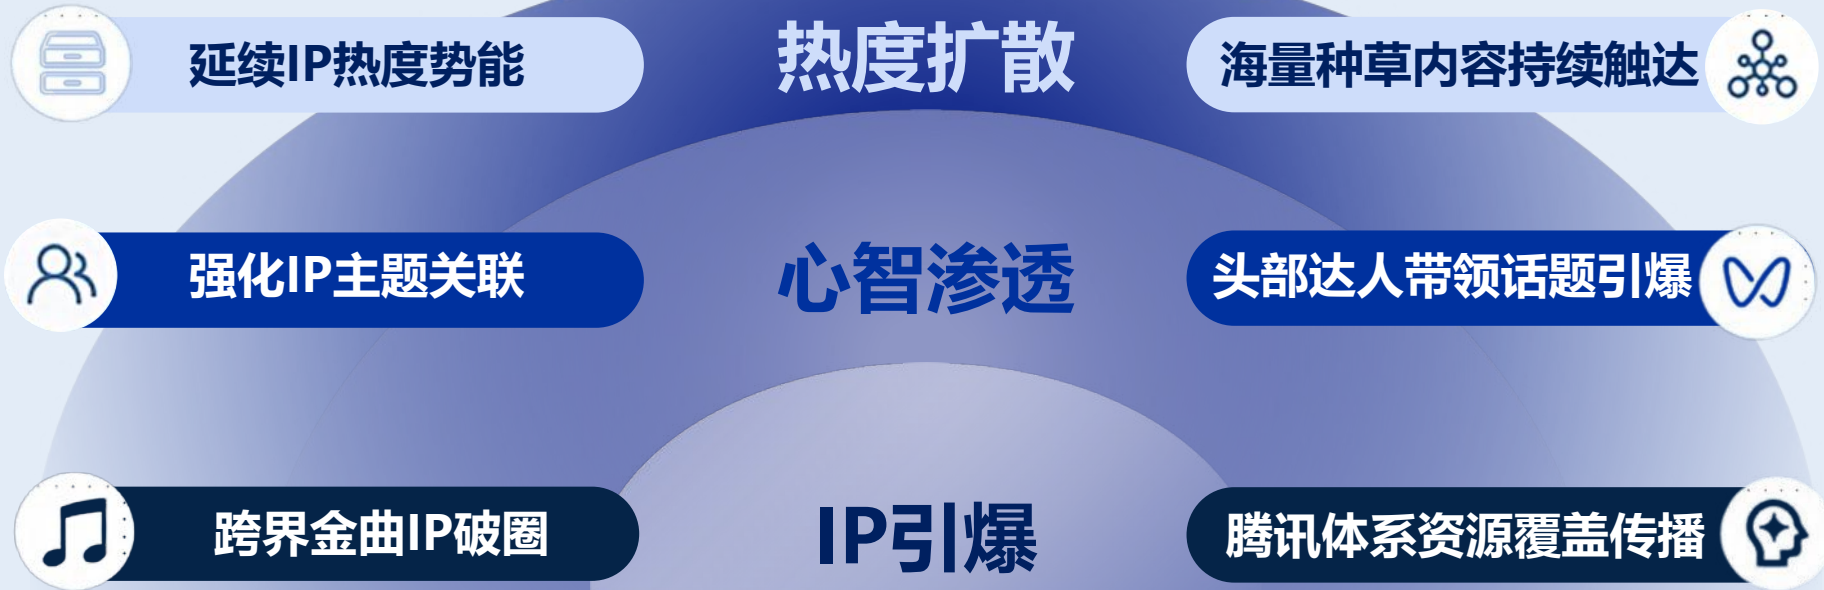 延续IP热度势能
热度扩散
海量种草内容持续触达
强化IP主题关联
心智渗透
头部达人带领话题引爆
跨界金曲IP破圈
IP引爆
腾讯体系资源覆盖传播